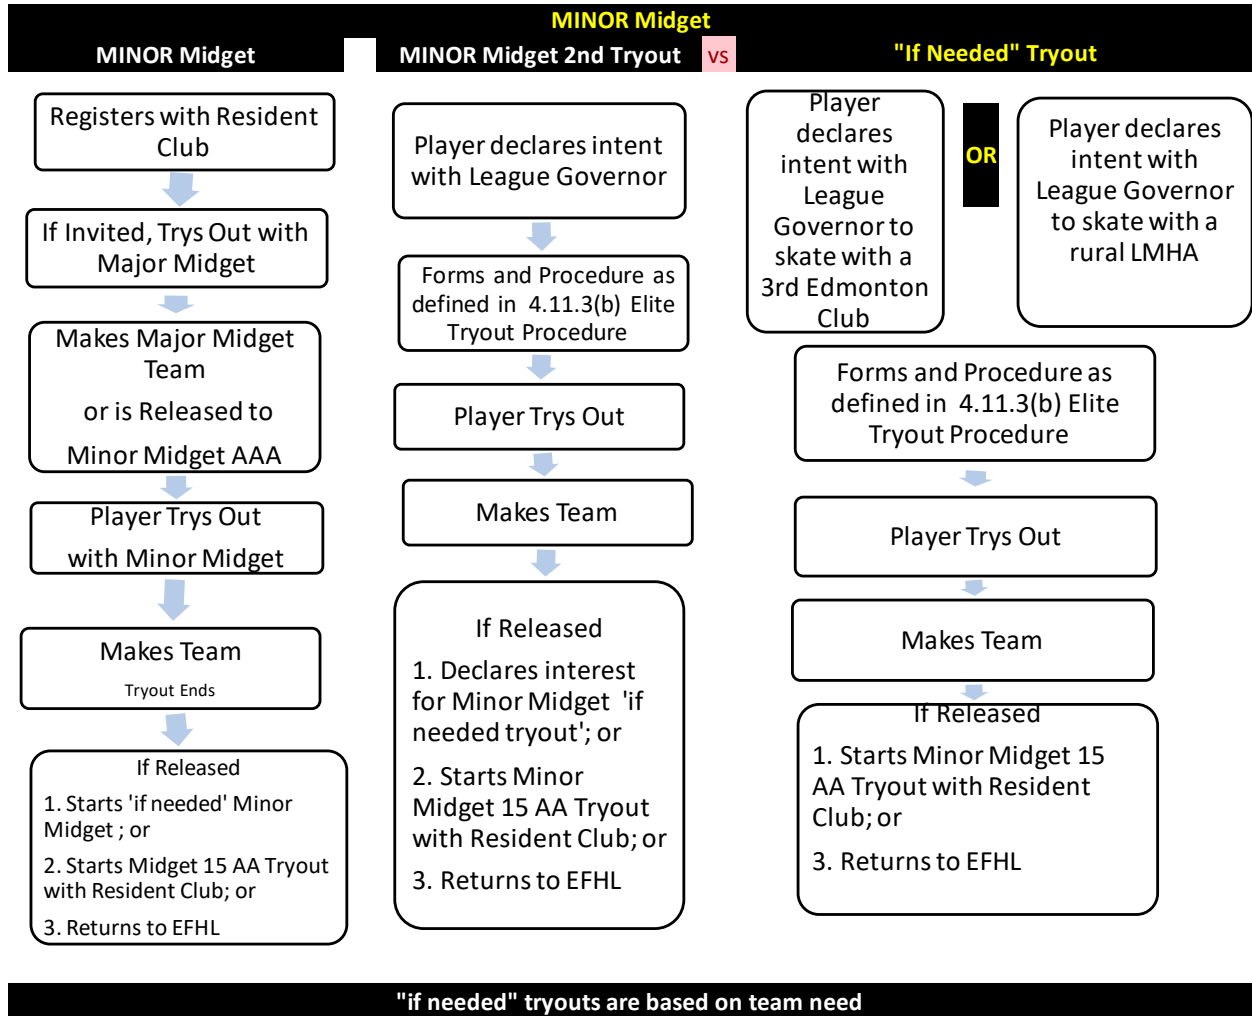 MINOR Midget
MINOR Midget
MINOR Midget 2nd Tryout
vs
"If Needed" Tryout
Registers with Resident
Club
If Invited, Trys Out with
Major Midget
Makes Major Midget
Team
or is Released to
Minor Midget AAA
Player Trys Out
with Minor Midget
Makes Team
Tryout Ends
If Released
1. Starts 'if needed' Minor
Midget ; or
2. Starts Midget 15 AA Tryout
with Resident Club; or
3. Returns to EFHL
Player declares intent
with League Governor
Forms and Procedure as
defined in 4.11.3(b) Elite
Tryout Procedure
Player Trys Out
Makes Team
If Released
1. Declares interest
for Minor Midget 'if
needed tryout'; or
2. Starts Minor
Midget 15 AA Tryout
with Resident Club; or
3. Returns to EFHL
Player
declares
intent with
League
Governor to
skate with a
3rd Edmonton
Club
OR
Player declares
intent with
League Governor
to skate with a
rural LMHA
Forms and Procedure as
defined in 4.11.3(b) Elite
Tryout Procedure
Player Trys Out
Makes Team
If Released
1. Starts Minor Midget 15
AA Tryout with Resident
Club; or
3. Returns to EFHL
"if needed" tryouts are based on team need